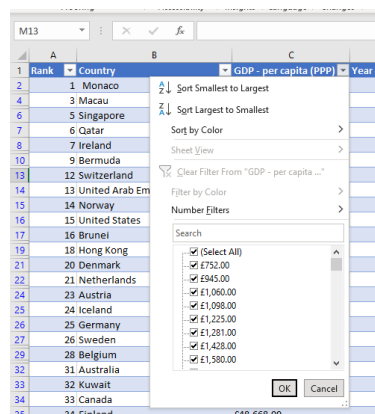 M13 fx
A B C
1 Rank Country GDP - per capita (PPP) Year
2 1 Monaco
4 3 Macau
6 5 Singapore
7 6 Qatar
8 7 Ireland
10 9 Bermuda
13 12 Switzerland
14 13 United Arab Em
15 14 Norway
16 15 United States
17 16 Brunei
19 18 Hong Kong
21 20 Denmark
22 21 Netherlands
24 23 Austria
25 24 Iceland
26 25 Germany
27 26 Sweden
29 28 Belgium
32 31 Australia
33 32 Kuwait
34 33 Canada
Sort Smallest to Largest
Sort Largest to Smallest
Sort by Color
Sheet View
Clear Filter From "GDP - per capita ..."
Filter by Color
Number Filters
Search
(Select All)
£752.00
£945.00
£1,060.00
£1,098.00
£1,225.00
£1,281.00
£1,428.00
£1,580.00
OK Cancel